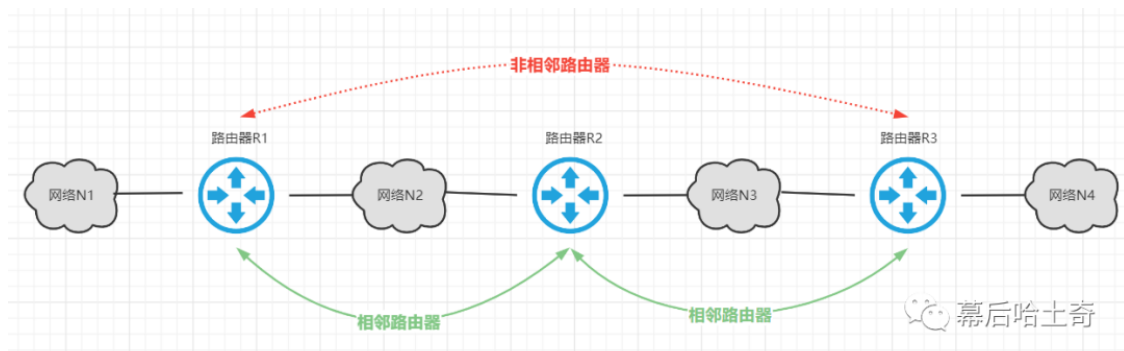 非相邻路由器
路由器R1
路由器R2
路由器R3
网络N1
网络N2
网络N3
网络N4
相邻路由器
相邻路由器
幕后哈土奇